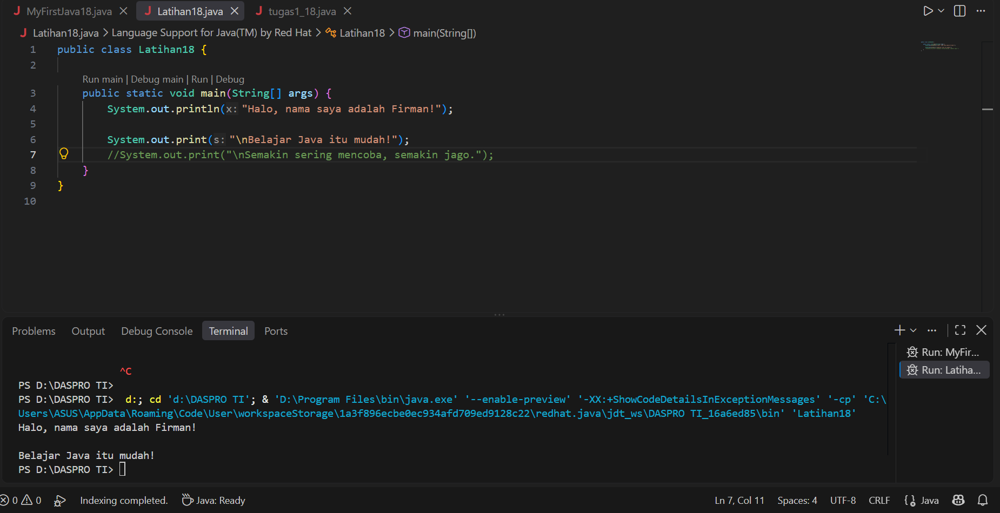 MyFirstJava18.java
Latihan18.java
tugas1_18.java
Latihan18.java > Language Support for Java(TM) by Red Hat > Latihan18 > main(String[])
1 public class Latihan18 {
2
Run main | Debug main | Run | Debug
3 public static void main(String[] args) {
4 System.out.println(x: "Halo, nama saya adalah Firman!");
5
6 System.out.print(s: "\nBelajar Java itu mudah!");
7 //System.out.print("\nSemakin sering mencoba, semakin jago.");
8 }
9 }
10
Problems Output Debug Console Terminal Ports
Run: MyFir...
Run: Latiha...
^C
PS D:\DASPRO TI>
PS D:\DASPRO TI> d:; cd 'd:\DASPRO TI'; & 'D:\Program Files\bin\java.exe' '--enable-preview' '-XX:+ShowCodeDetailsInExceptionMessages' '-cp' 'C:\
Users\ASUS\AppData\Roaming\Code\User\workspaceStorage\1a3f896ecbe0ec934afd709ed9128c22\redhat.java\jdt_ws\DASPRO TI_16a6ed85\bin' 'Latihan18'
Halo, nama saya adalah Firman!
Belajar Java itu mudah!
PS D:\DASPRO TI>
0 0 Indexing completed. Java: Ready Ln 7, Col 11 Spaces: 4 UTF-8 CRLF Java